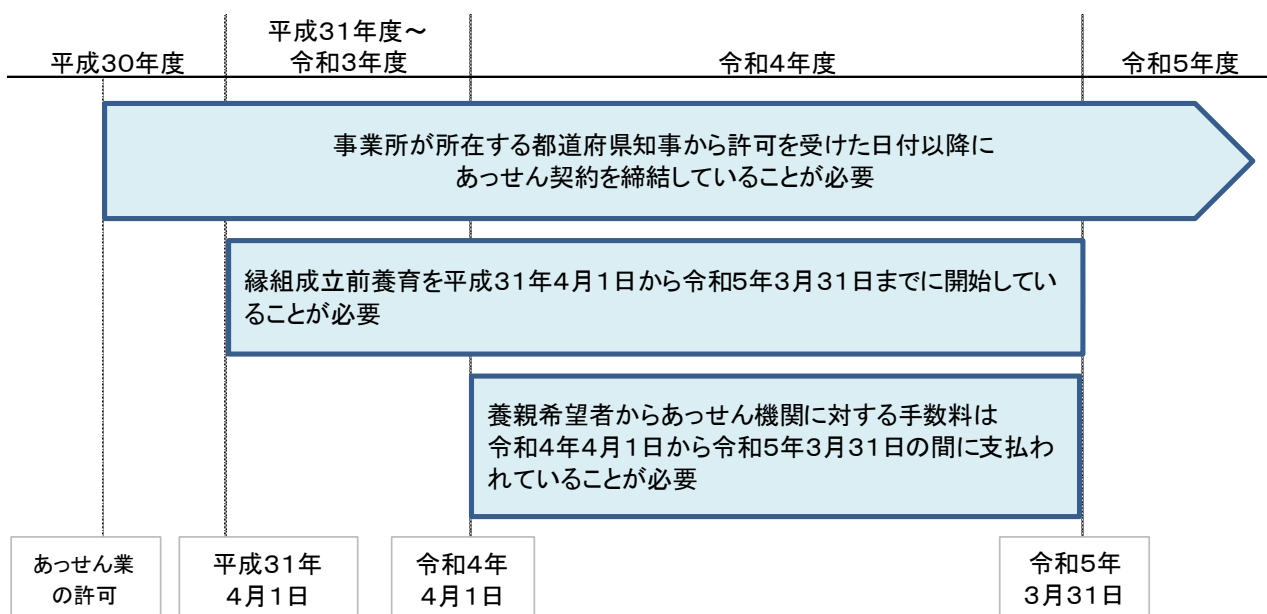 平成30年度
平成31年度～
令和3年度
令和4年度
令和5年度
事業所が所在する都道府県知事から許可を受けた日付以降に
あっせん契約を締結していることが必要
縁組成立前養育を平成31年4月1日から令和5年3月31日までに開始してい
ることが必要
養親希望者からあっせん機関に対する手数料は
令和4年4月1日から令和5年3月31日の間に支払わ
れていることが必要
あっせん業
の許可
平成31年
4月1日
令和4年
4月1日
令和5年
3月31日